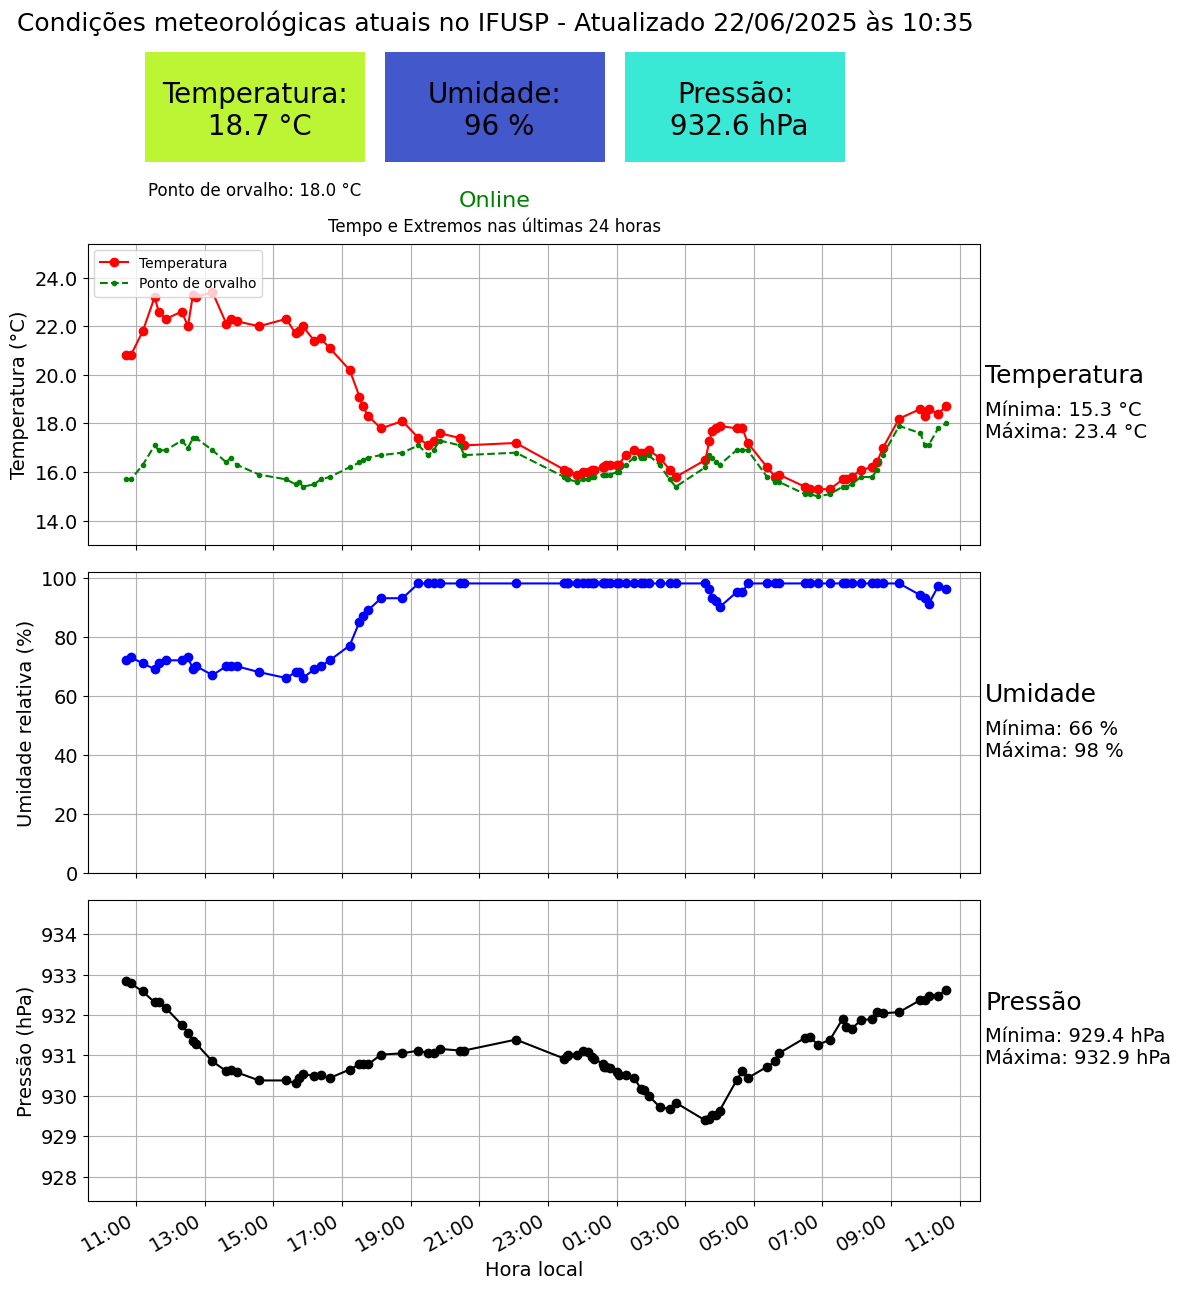 Condições meteorológicas atuais no IFUSP - Atualizado 22/06/2025 às 10:35
Temperatura:
18.7 °C
Umidade:
96 %
Pressão:
932.6 hPa
Ponto de orvalho: 18.0 °C
Online
Tempo e Extremos nas últimas 24 horas
Temperatura (°C)
24.0
22.0
20.0
18.0
16.0
14.0
Temperatura
Ponto de orvalho
Temperatura
Mínima: 15.3 °C
Máxima: 23.4 °C
Umidade relativa (%)
100
80
60
40
20
0
Umidade
Mínima: 66 %
Máxima: 98 %
Pressão (hPa)
934
933
932
931
930
929
928
Pressão
Mínima: 929.4 hPa
Máxima: 932.9 hPa
11:00
13:00
15:00
17:00
19:00
21:00
23:00
01:00
03:00
05:00
07:00
09:00
11:00
Hora local